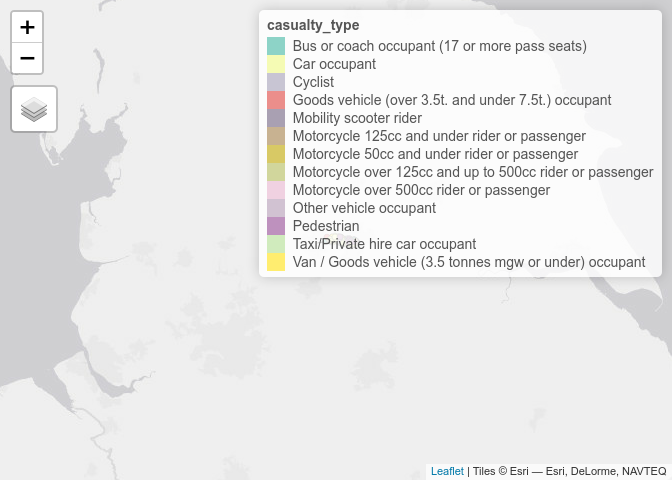 +
−
casualty_type
Bus or coach occupant (17 or more pass seats)
Car occupant
Cyclist
Goods vehicle (over 3.5t. and under 7.5t.) occupant
Mobility scooter rider
Motorcycle 125cc and under rider or passenger
Motorcycle 50cc and under rider or passenger
Motorcycle over 125cc and up to 500cc rider or passenger
Motorcycle over 500cc rider or passenger
Other vehicle occupant
Pedestrian
Taxi/Private hire car occupant
Van / Goods vehicle (3.5 tonnes mgw or under) occupant
Leaflet | Tiles © Esri — Esri, DeLorme, NAVTEQ